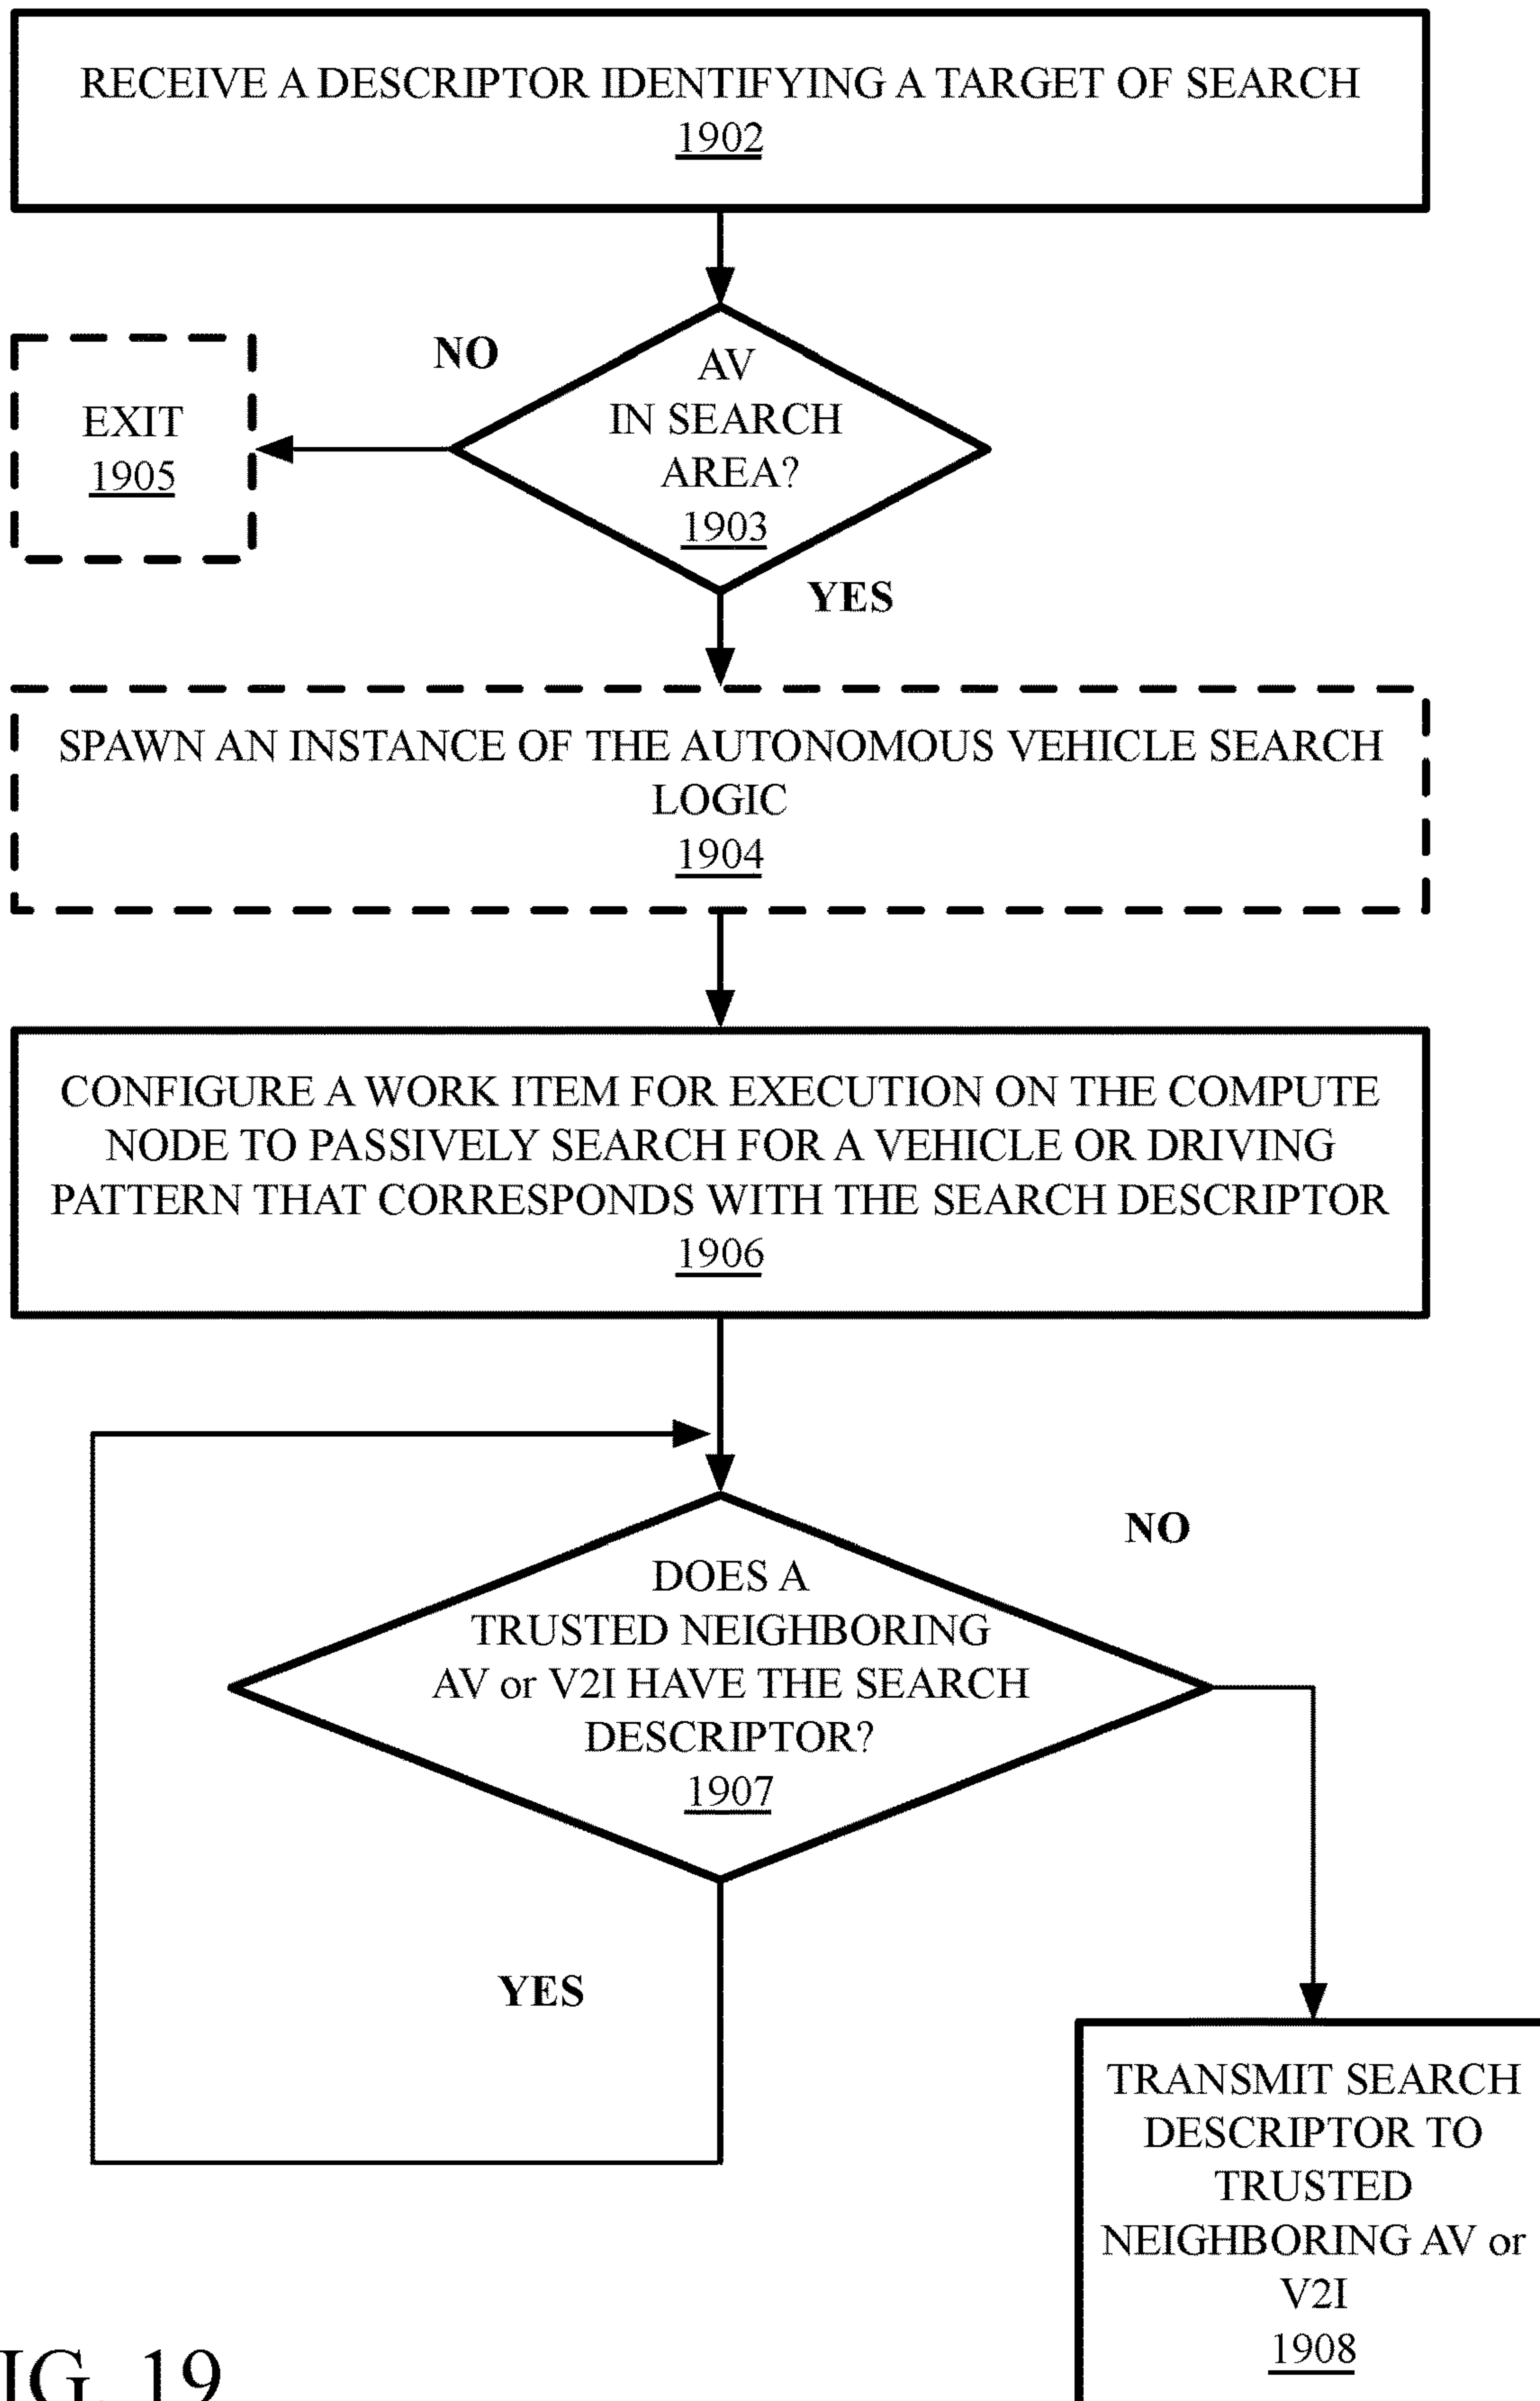 RECEIVE A DESCRIPTOR IDENTIFYING A TARGET OF SEARCH
1902
NO
AV
IN SEARCH
AREA?
1903
EXIT
1905
YES
SPAWN AN INSTANCE OF THE AUTONOMOUS VEHICLE SEARCH
LOGIC
1904
CONFIGURE A WORK ITEM FOR EXECUTION ON THE COMPUTE
NODE TO PASSIVELY SEARCH FOR A VEHICLE OR DRIVING
PATTERN THAT CORRESPONDS WITH THE SEARCH DESCRIPTOR
1906
NO
DOES A
TRUSTED NEIGHBORING
AV or V2I HAVE THE SEARCH
DESCRIPTOR?
1907
YES
TRANSMIT SEARCH
DESCRIPTOR TO
TRUSTED
NEIGHBORING AV or
V2I
1908
IG. 19